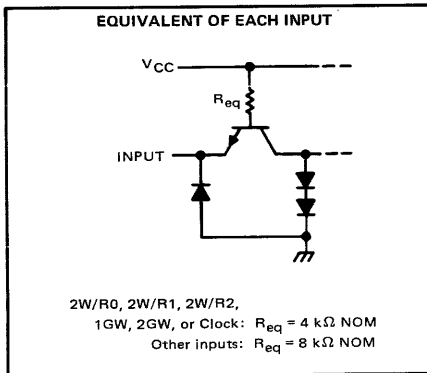 EQUIVALENT OF EACH INPUT
VCC
Req
INPUT
2W/R0, 2W/R1, 2W/R2,
1GW, 2GW, or Clock: Req = 4 kΩ NOM
Other inputs: Req = 8 kΩ NOM